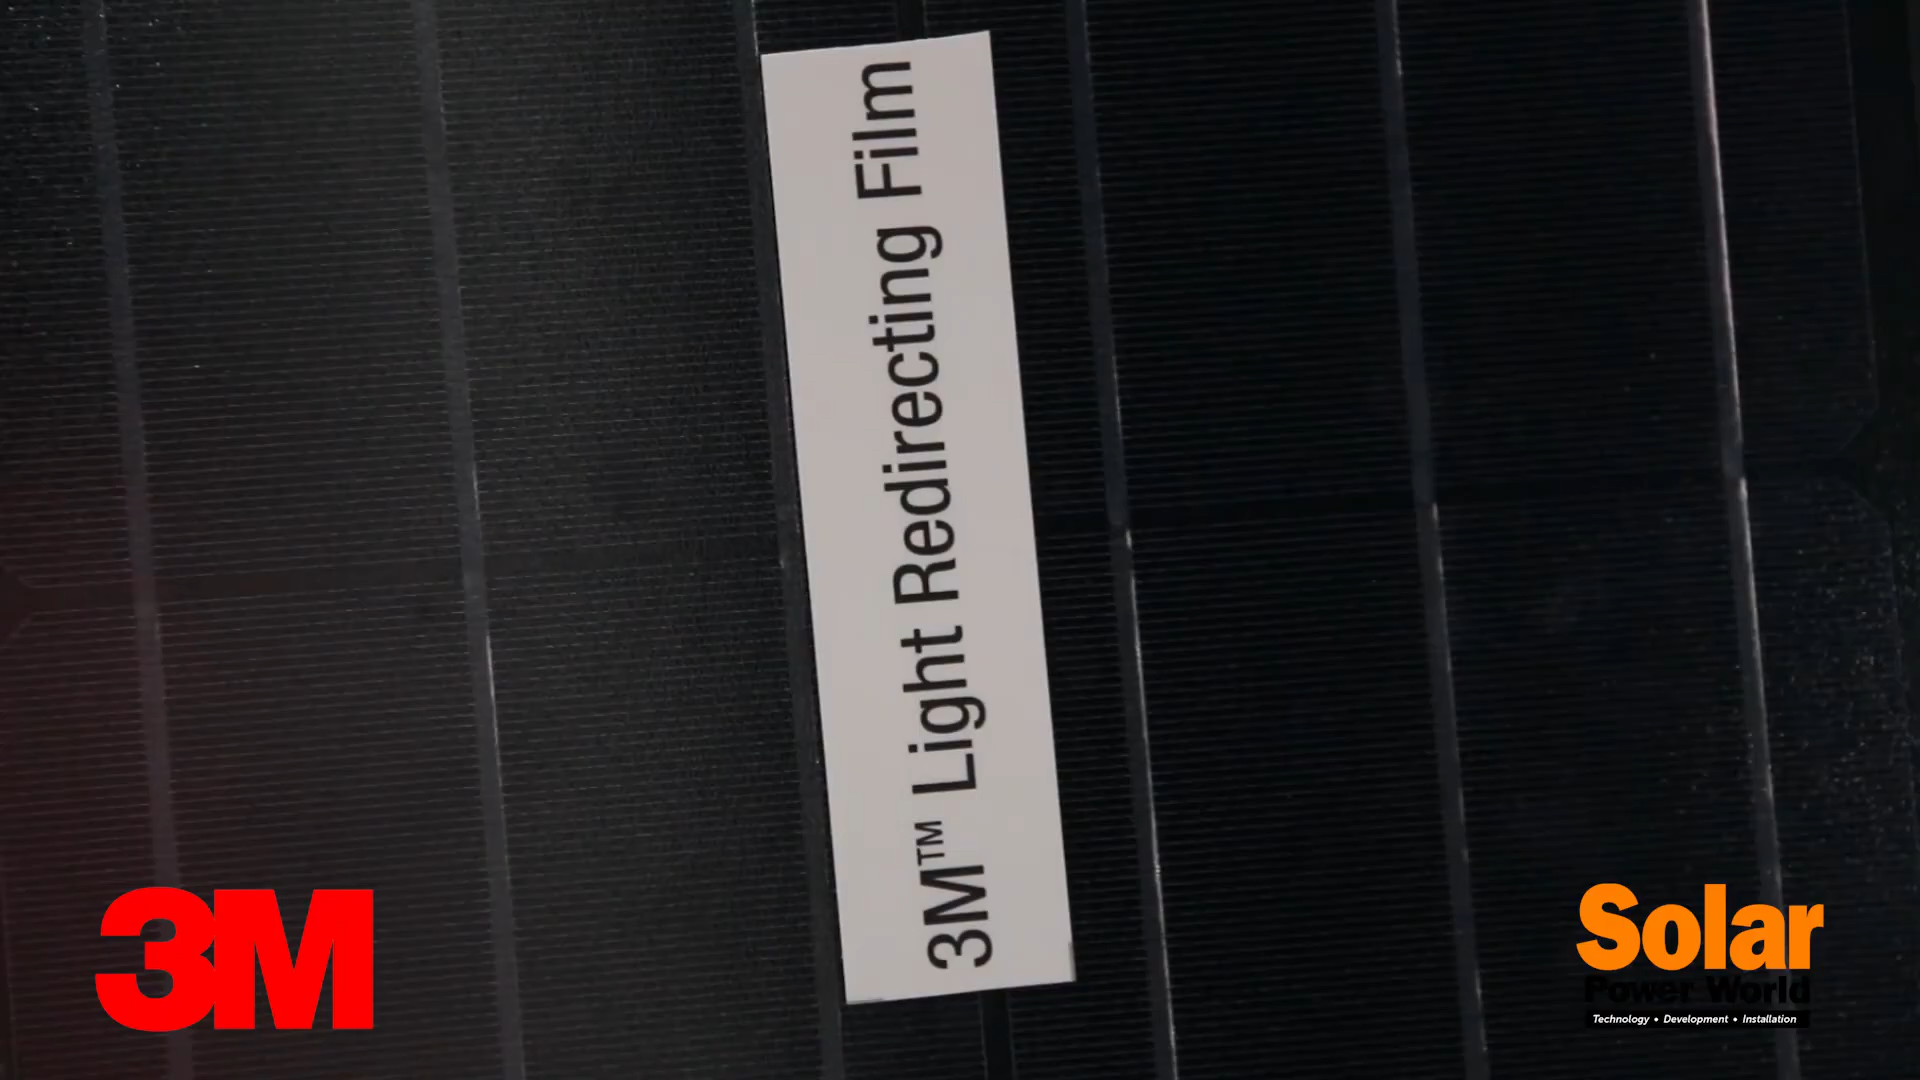 3M™ Light Redirecting Film
3M
Solar
Power World
Technology • Development • Installation